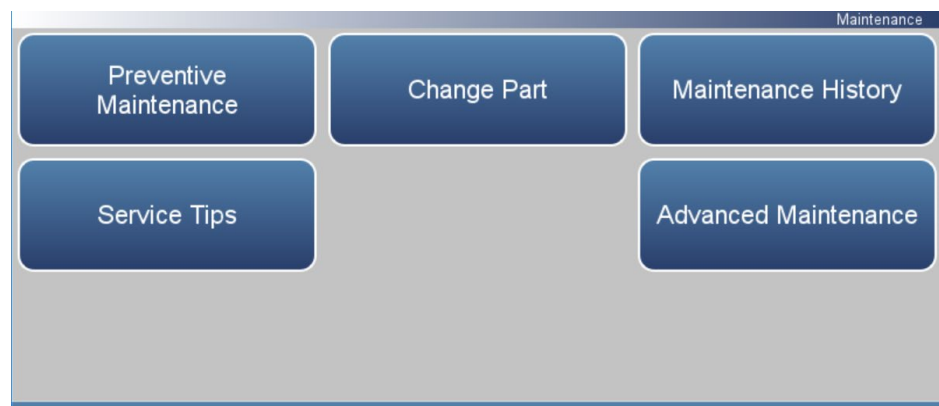 Maintenance
Preventive
Maintenance
Change Part
Maintenance History
Service Tips
Advanced Maintenance